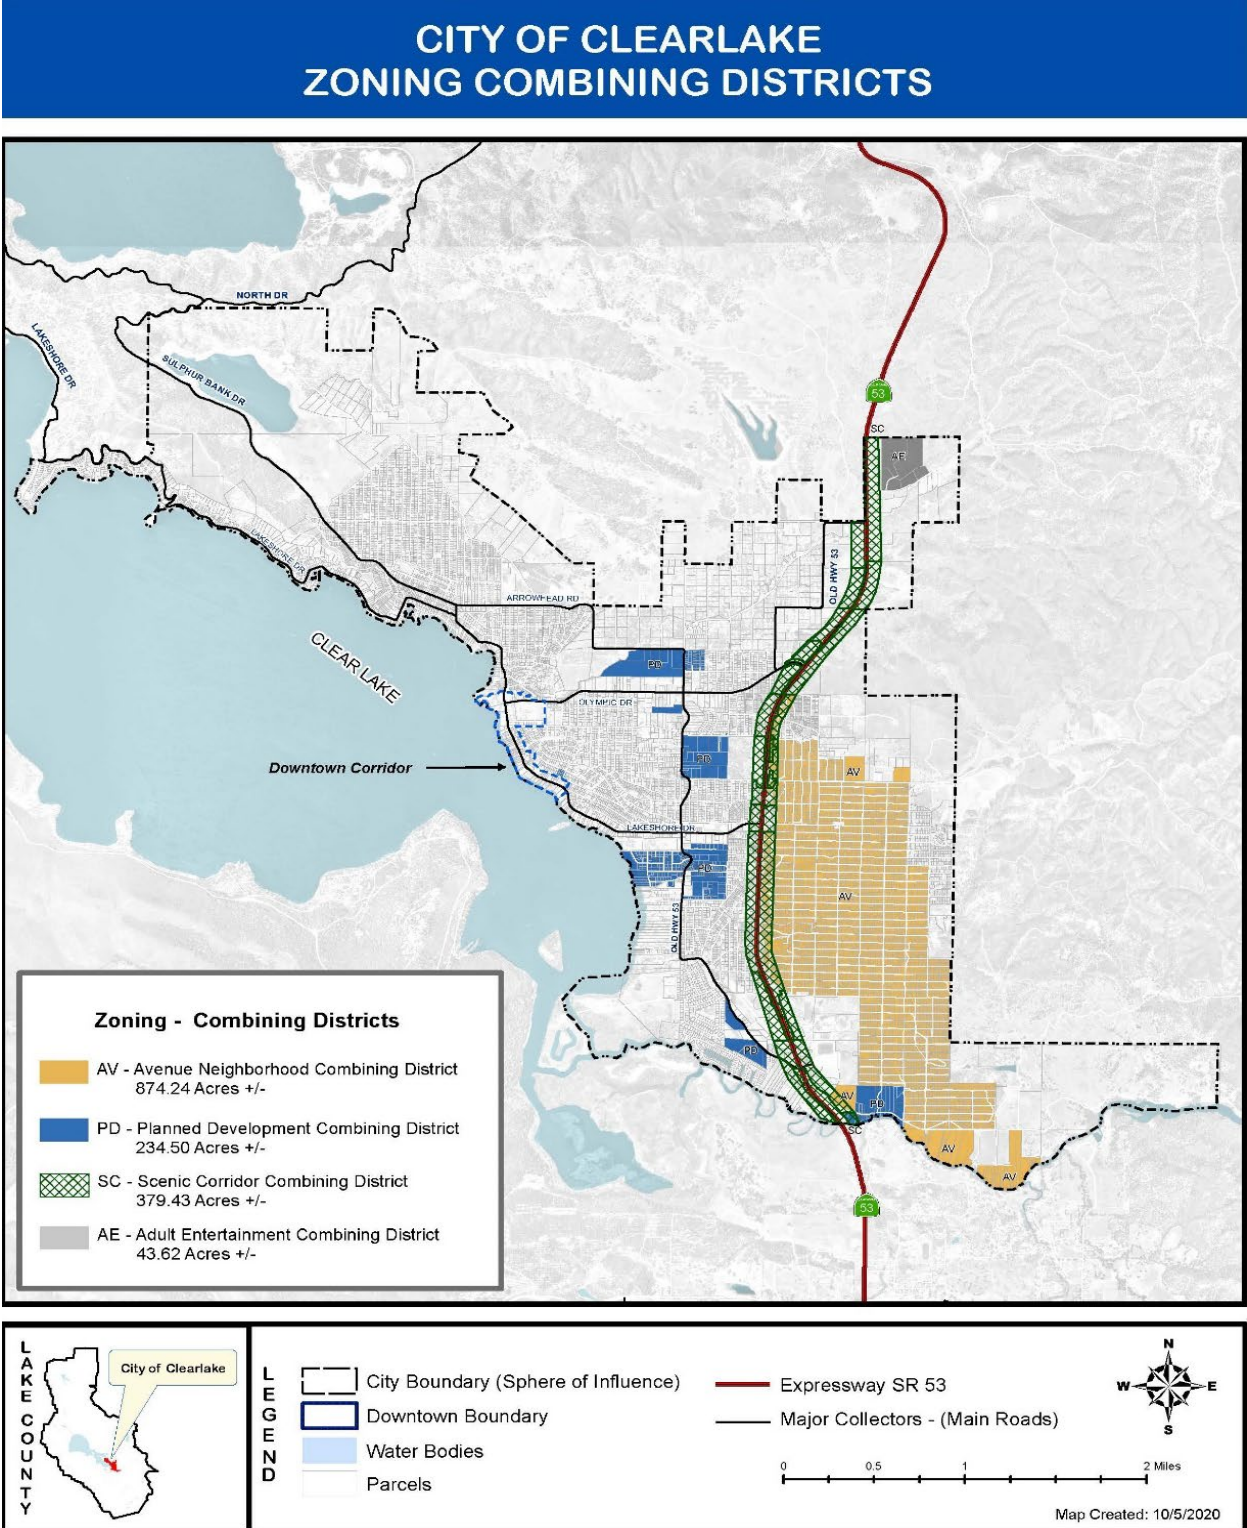 CITY OF CLEARLAKE
ZONING COMBINING DISTRICTS
NORTH DR
LAKESHORE DR
SULPHUR BANK DR
53
SC
AE
LAKESHORE DR
OLD HWY 53
ARROWHEAD RD
CLEAR LAKE
PD
OLYMPIC DR
Downtown Corridor
PD
AV
LAKESHORE DR
PD
AV
OLD HWY 53
PD
AV
PD
SC
AV
AV
53
Zoning - Combining Districts
AV - Avenue Neighborhood Combining District
874.24 Acres +/-
PD - Planned Development Combining District
234.50 Acres +/-
SC - Scenic Corridor Combining District
379.43 Acres +/-
AE - Adult Entertainment Combining District
43.62 Acres +/-
LAKE COUNTY
City of Clearlake
LEGEND
City Boundary (Sphere of Influence)
Downtown Boundary
Water Bodies
Parcels
Expressway SR 53
Major Collectors - (Main Roads)
N
W E
S
0 0.5 1 2 Miles
Map Created: 10/5/2020